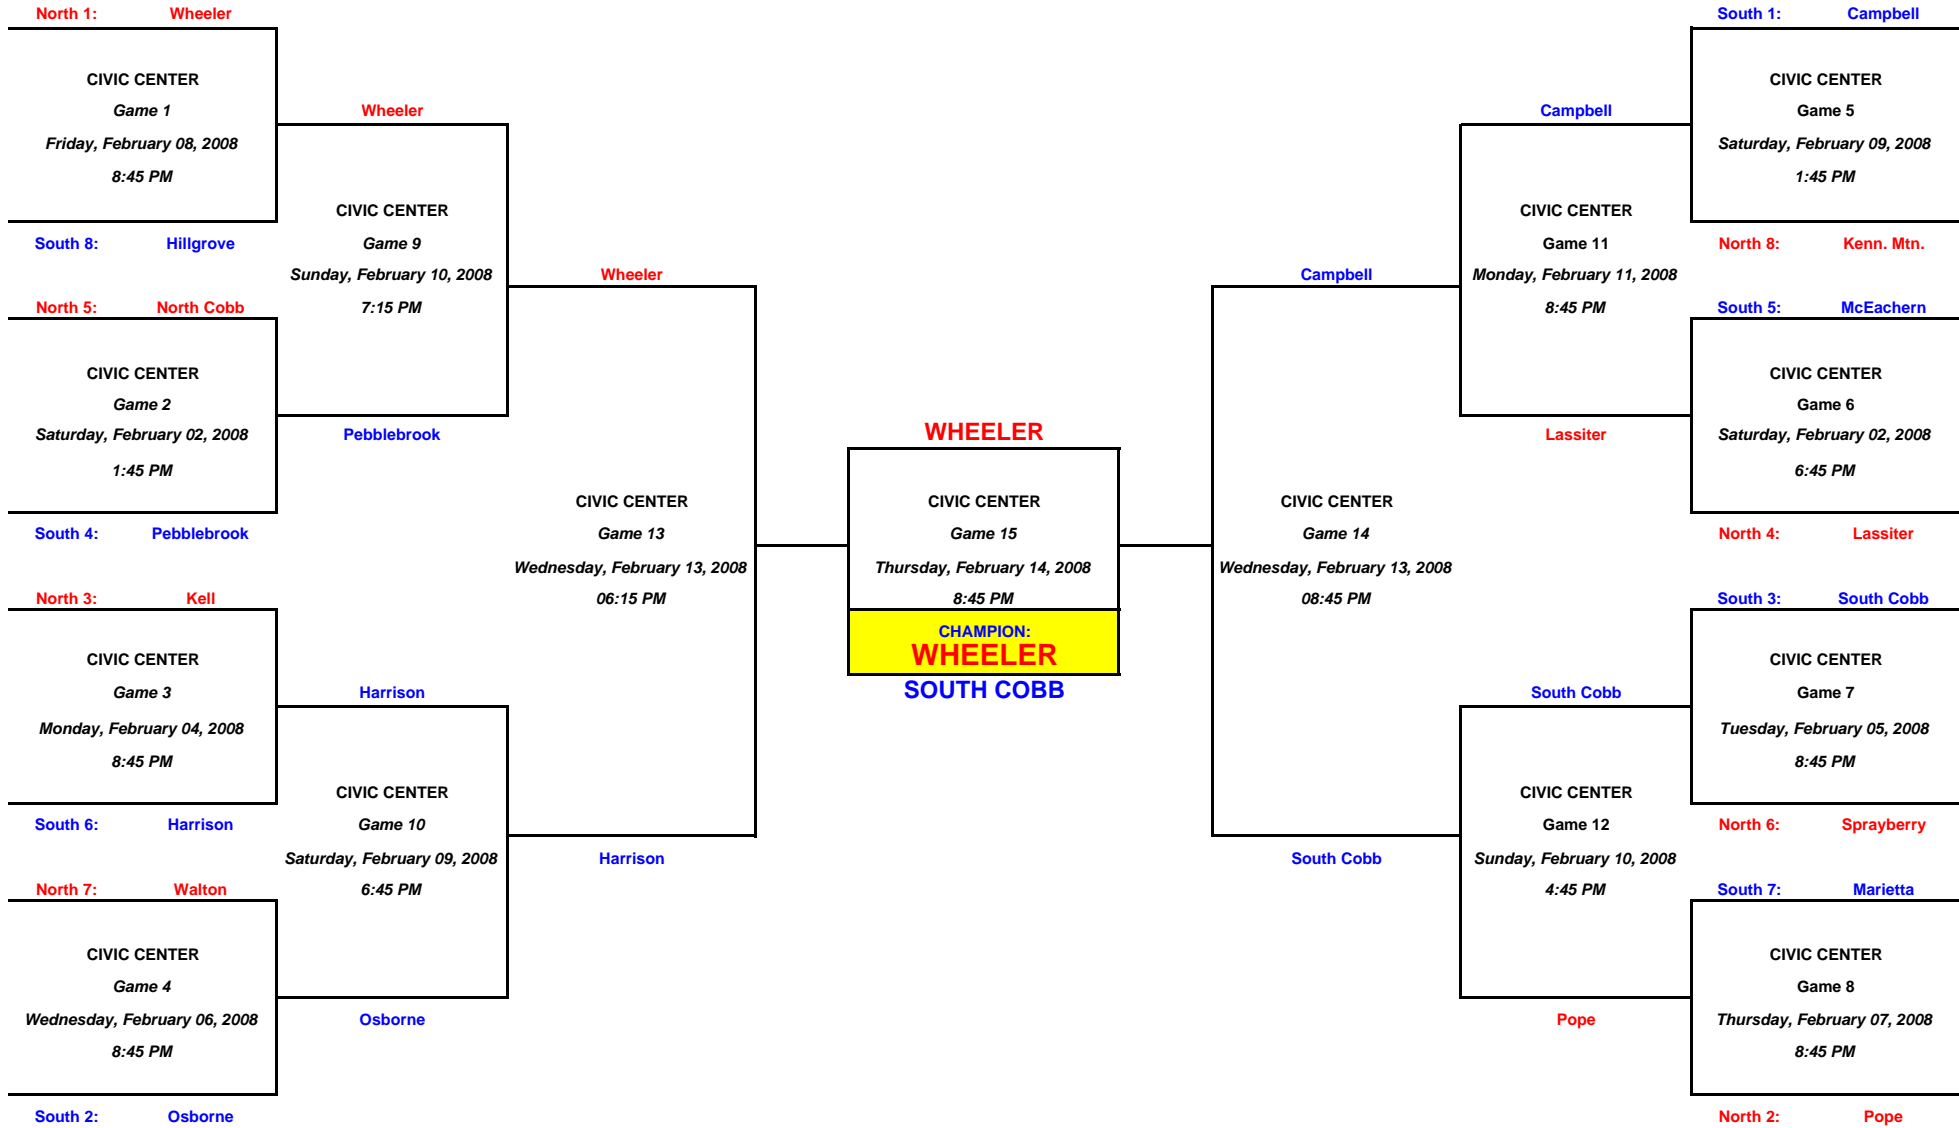 North 1: Wheeler
CIVIC CENTER
Game 1
Friday, February 08, 2008
8:45 PM
South 8: Hillgrove
North 5: North Cobb
CIVIC CENTER
Game 2
Saturday, February 02, 2008
1:45 PM
South 4: Pebblebrook
North 3: Kell
CIVIC CENTER
Game 3
Monday, February 04, 2008
8:45 PM
South 6: Harrison
North 7: Walton
CIVIC CENTER
Game 4
Wednesday, February 06, 2008
8:45 PM
South 2: Osborne
Wheeler
CIVIC CENTER
Game 9
Sunday, February 10, 2008
7:15 PM
Pebblebrook
Harrison
CIVIC CENTER
Game 10
Saturday, February 09, 2008
6:45 PM
Osborne
Wheeler
CIVIC CENTER
Game 13
Wednesday, February 13, 2008
06:15 PM
Harrison
WHEELER
CIVIC CENTER
Game 15
Thursday, February 14, 2008
8:45 PM
CHAMPION:
WHEELER
SOUTH COBB
Campbell
CIVIC CENTER
Game 14
Wednesday, February 13, 2008
08:45 PM
South Cobb
Campbell
CIVIC CENTER
Game 11
Monday, February 11, 2008
8:45 PM
Lassiter
South Cobb
CIVIC CENTER
Game 12
Sunday, February 10, 2008
4:45 PM
Pope
South 1: Campbell
CIVIC CENTER
Game 5
Saturday, February 09, 2008
1:45 PM
North 8: Kenn. Mtn.
South 5: McEachern
CIVIC CENTER
Game 6
Saturday, February 02, 2008
6:45 PM
North 4: Lassiter
South 3: South Cobb
CIVIC CENTER
Game 7
Tuesday, February 05, 2008
8:45 PM
North 6: Sprayberry
South 7: Marietta
CIVIC CENTER
Game 8
Thursday, February 07, 2008
8:45 PM
North 2: Pope